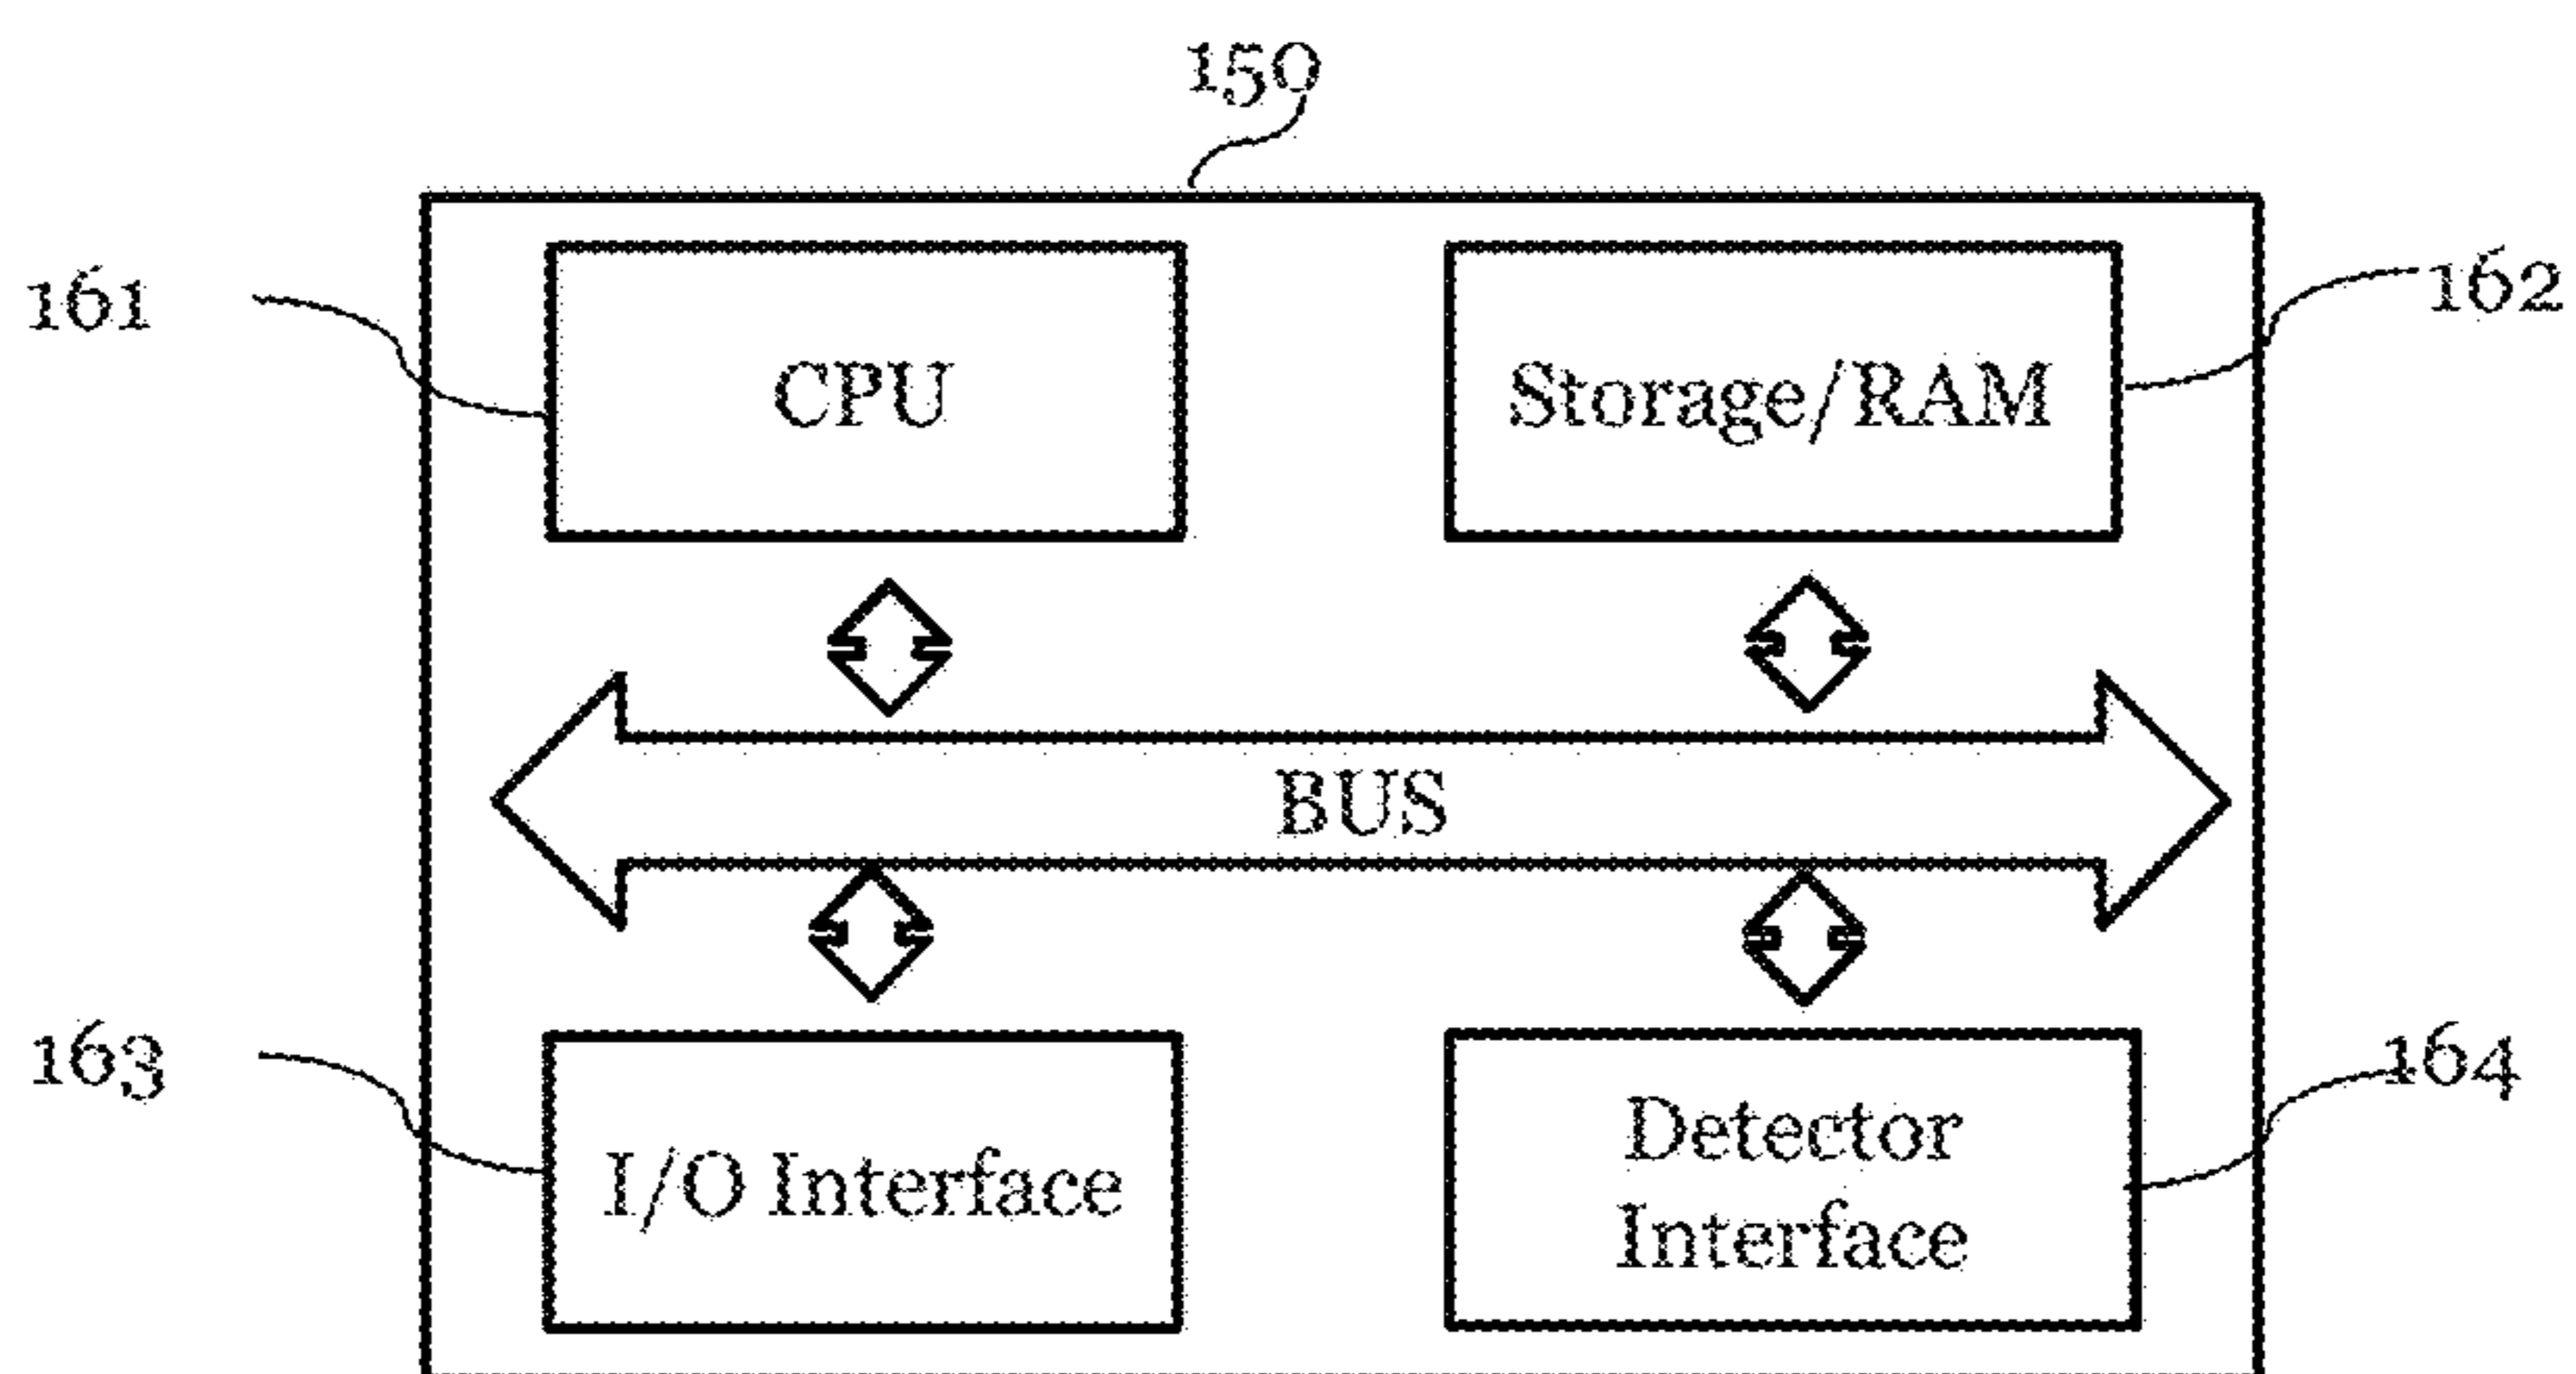 150
161
CPU
Storage/RAM
162
BUS
163
I/O Interface
Detector
Interface
164